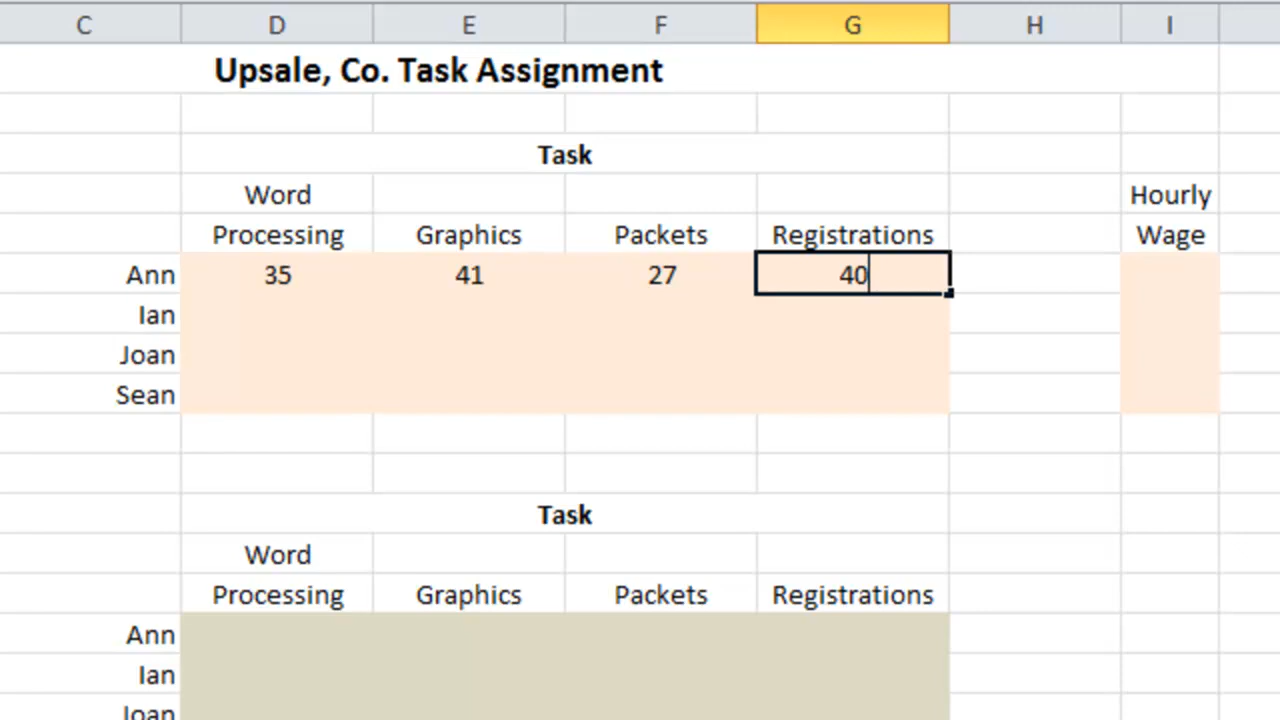 C D E F G H I
Upsale, Co. Task Assignment
Task
Word Hourly
Processing Graphics Packets Registrations Wage
Ann 35 41 27 40
Ian
Joan
Sean
Task
Word
Processing Graphics Packets Registrations
Ann
Ian
Joan